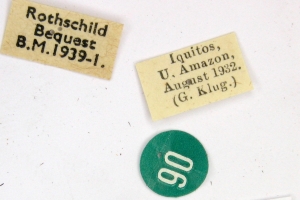 Rothschild
Bequest
B.M.1939-1.
Iquitos,
U. Amazon,
August 1932.
(G. Klug.)
90